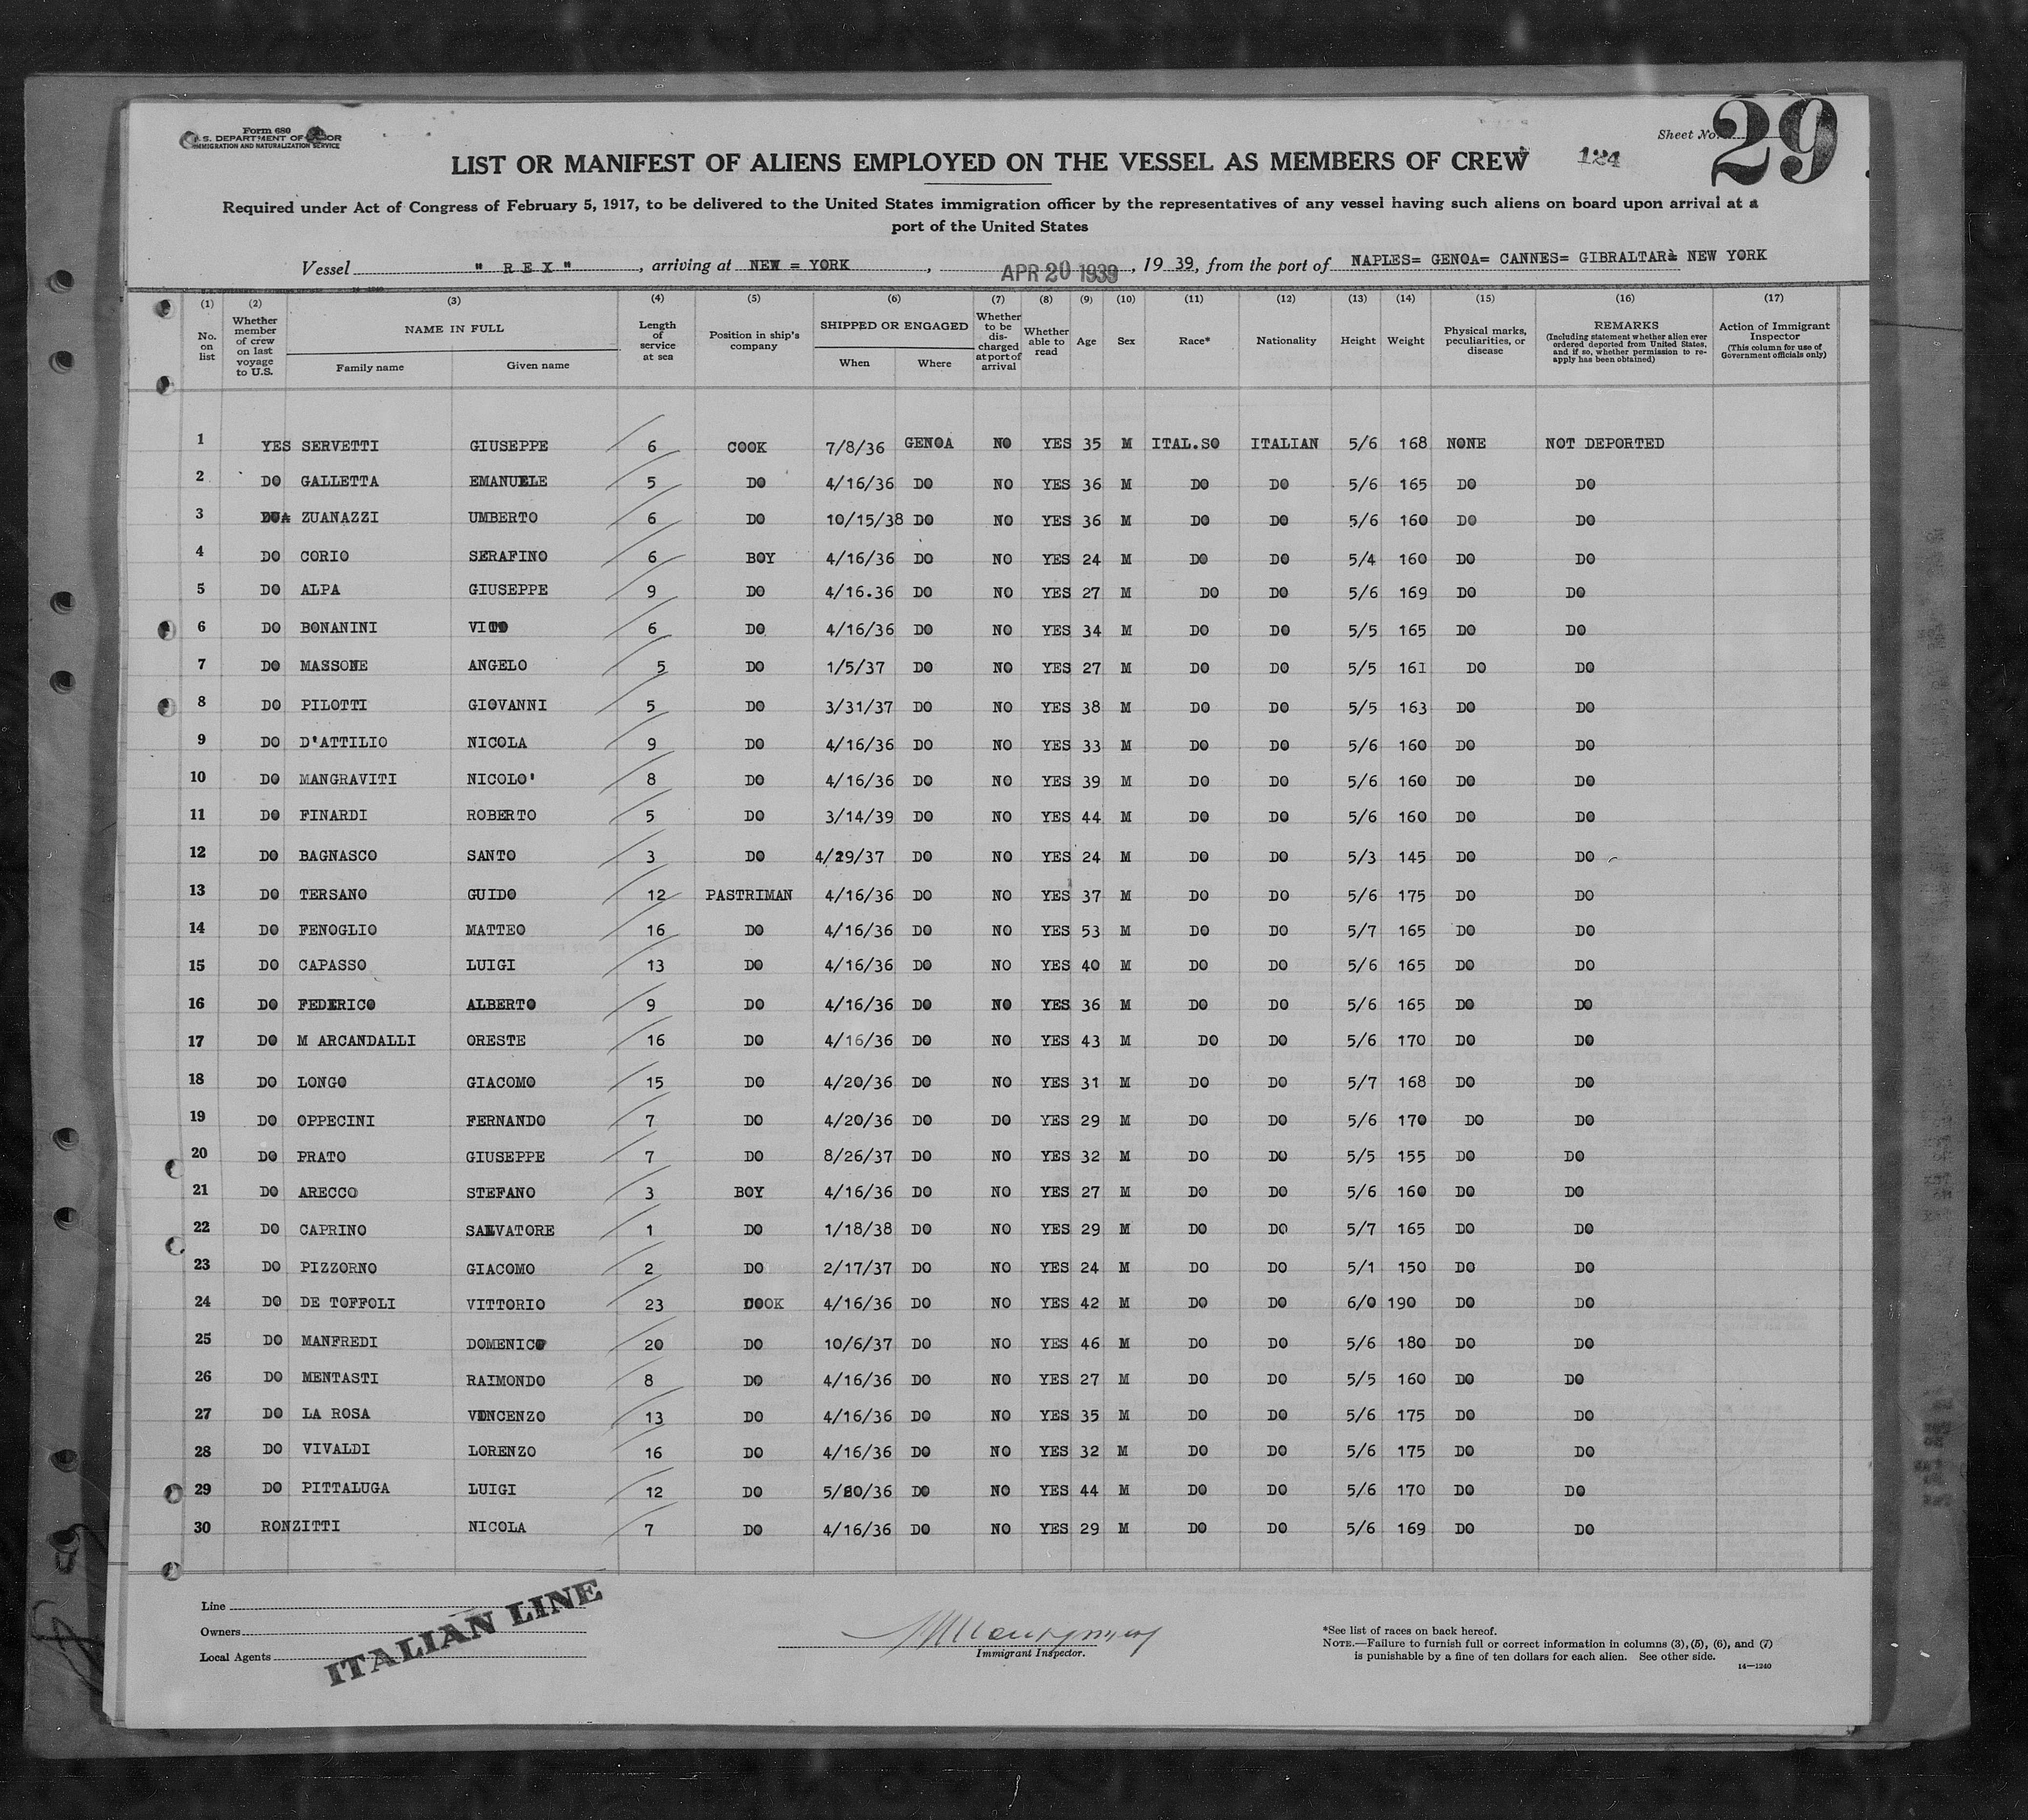 Form 680
U. S. DEPARTMENT OF LABOR
IMMIGRATION AND NATURALIZATION SERVICE
Sheet No. 29
LIST OR MANIFEST OF ALIENS EMPLOYED ON THE VESSEL AS MEMBERS OF CREW 124
Required under Act of Congress of February 5, 1917, to be delivered to the United States immigration officer by the representatives of any vessel having such aliens on board upon arrival at a
port of the United States
Vessel " REX " , arriving at NEW = YORK , APR 20 1939 , 19 39, from the port of NAPLES= GENOA= CANNES= GIBRALTARà NEW YORK
(1) (2) (3) (4) (5) (6) (7) (8) (9) (10) (11) (12) (13) (14) (15) (16) (17)
No. on list Whether member of crew on last voyage to U.S. NAME IN FULL Family name Given name Length of service at sea Position in ship's company SHIPPED OR ENGAGED When Where Whether to be discharged at port of arrival Whether able to read Age Sex Race* Nationality Height Weight Physical marks, peculiarities, or disease REMARKS (Including statement whether alien ever ordered deported from United States, and if so, whether permission to reapply has been obtained) Action of Immigrant Inspector (This column for use of Government officials only)
1 YES SERVETTI GIUSEPPE 6 COOK 7/8/36 GENOA NO YES 35 M ITAL.SO ITALIAN 5/6 168 NONE NOT DEPORTED
2 DO GALLETTA EMANUELE 5 DO 4/16/36 DO NO YES 36 M DO DO 5/6 165 DO DO
3 ZUANAZZI UMBERTO 6 DO 10/15/38 DO NO YES 36 M DO DO 5/6 160 DO DO
4 DO CORIO SERAFINO 6 BOY 4/16/36 DO NO YES 24 M DO DO 5/4 160 DO DO
5 DO ALPA GIUSEPPE 9 DO 4/16.36 DO NO YES 27 M DO DO 5/6 169 DO DO
6 DO BONANINI VITO 6 DO 4/16/36 DO NO YES 34 M DO DO 5/5 165 DO DO
7 DO MASSONE ANGELO 5 DO 1/5/37 DO NO YES 27 M DO DO 5/5 161 DO DO
8 DO PILOTTI GIOVANNI 5 DO 3/31/37 DO NO YES 38 M DO DO 5/5 163 DO DO
9 DO D'ATTILIO NICOLA 9 DO 4/16/36 DO NO YES 33 M DO DO 5/6 160 DO DO
10 DO MANGRAVITI NICOLO' 8 DO 4/16/36 DO NO YES 39 M DO DO 5/6 160 DO DO
11 DO FINARDI ROBERTO 5 DO 3/14/39 DO NO YES 44 M DO DO 5/6 160 DO DO
12 DO BAGNASCO SANTO 3 DO 4/29/37 DO NO YES 24 M DO DO 5/3 145 DO DO
13 DO TERSANO GUIDO 12 PASTRIMAN 4/16/36 DO NO YES 37 M DO DO 5/6 175 DO DO
14 DO FENOGLIO MATTEO 16 DO 4/16/36 DO NO YES 53 M DO DO 5/7 165 DO DO
15 DO CAPASSO LUIGI 13 DO 4/16/36 DO NO YES 40 M DO DO 5/6 165 DO DO
16 DO FEDERICO ALBERTO 9 DO 4/16/36 DO NO YES 36 M DO DO 5/6 165 DO DO
17 DO M ARCANDALLI ORESTE 16 DO 4/16/36 DO NO YES 43 M DO DO 5/6 170 DO DO
18 DO LONGO GIACOMO 15 DO 4/20/36 DO NO YES 31 M DO DO 5/7 168 DO DO
19 DO OPPECINI FERNANDO 7 DO 4/20/36 DO DO YES 29 M DO DO 5/6 170 DO DO
20 DO PRATO GIUSEPPE 7 DO 8/26/37 DO NO YES 32 M DO DO 5/5 155 DO DO
21 DO ARECCO STEFANO 3 BOY 4/16/36 DO NO YES 27 M DO DO 5/6 160 DO DO
22 DO CAPRINO SALVATORE 1 DO 1/18/38 DO NO YES 29 M DO DO 5/7 165 DO DO
23 DO PIZZORNO GIACOMO 2 DO 2/17/37 DO NO YES 24 M DO DO 5/1 150 DO DO
24 DO DE TOFFOLI VITTORIO 23 COOK 4/16/36 DO NO YES 42 M DO DO 6/0 190 DO DO
25 DO MANFREDI DOMENICO 20 DO 10/6/37 DO NO YES 46 M DO DO 5/6 180 DO DO
26 DO MENTASTI RAIMONDO 8 DO 4/16/36 DO NO YES 27 M DO DO 5/5 160 DO DO
27 DO LA ROSA VINCENZO 13 DO 4/16/36 DO NO YES 35 M DO DO 5/6 175 DO DO
28 DO VIVALDI LORENZO 16 DO 4/16/36 DO NO YES 32 M DO DO 5/6 175 DO DO
29 DO PITTALUGA LUIGI 12 DO DO NO YES 44 M DO DO 5/6 170 DO DO
30 RONZITTI NICOLA 7 DO 4/16/36 DO NO YES 29 M DO DO 5/6 169 DO DO
Line
Owners
Local Agents
ITALIAN LINE
Immigrant Inspector.
*See list of races on back hereof.
NOTE.—Failure to furnish full or correct information in columns (3), (5), (6), and (7)
is punishable by a fine of ten dollars for each alien. See other side.
14—1240